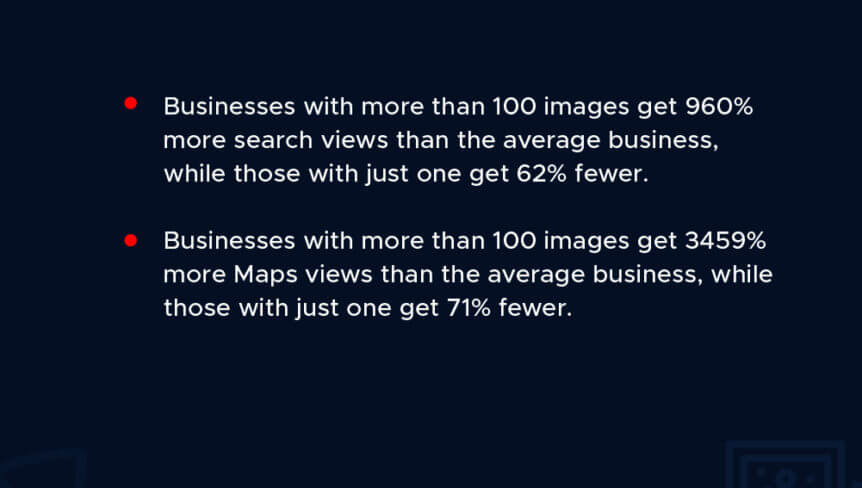 Businesses with more than 100 images get 960%
more search views than the average business,
while those with just one get 62% fewer.
Businesses with more than 100 images get 3459%
more Maps views than the average business, while
those with just one get 71% fewer.